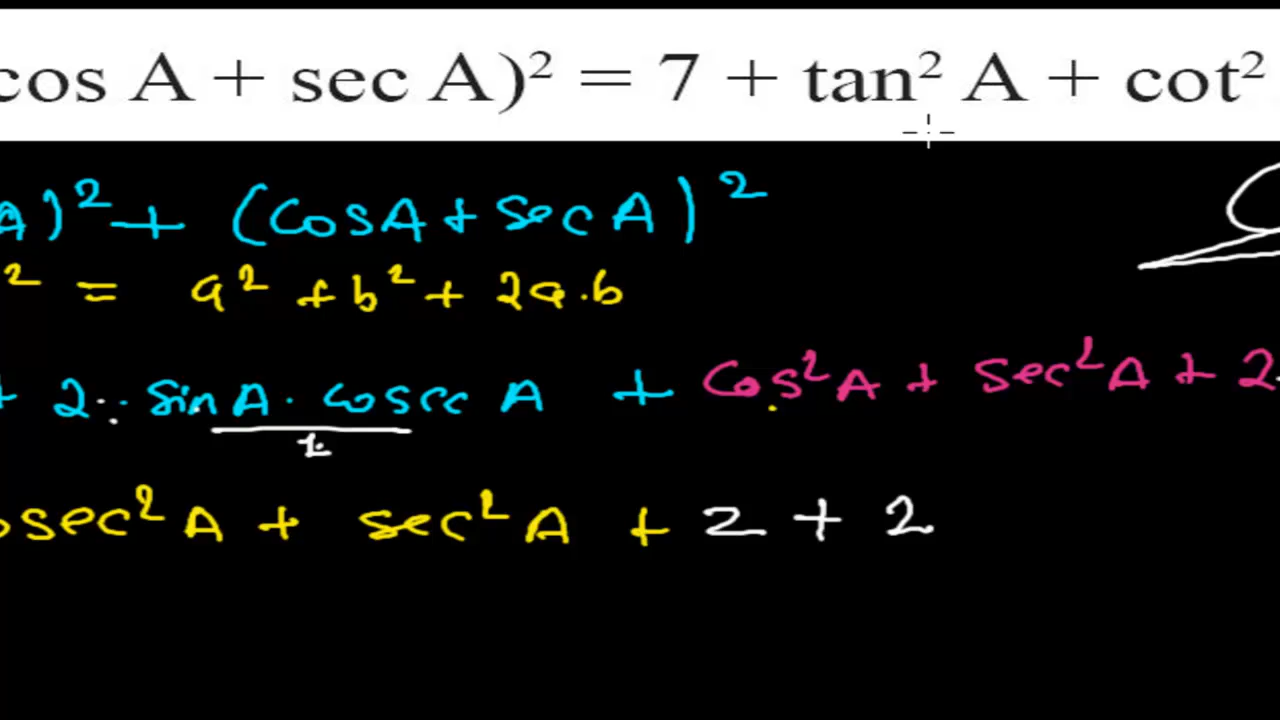 cos A + sec A)² = 7 + tan² A + cot²
A)² + (cosA + secA)²
² = a² + b² + 2a.b
+ 2 · sinA · cosec A + cos²A + sec²A + 2
1
osec²A + sec²A + 2 + 2